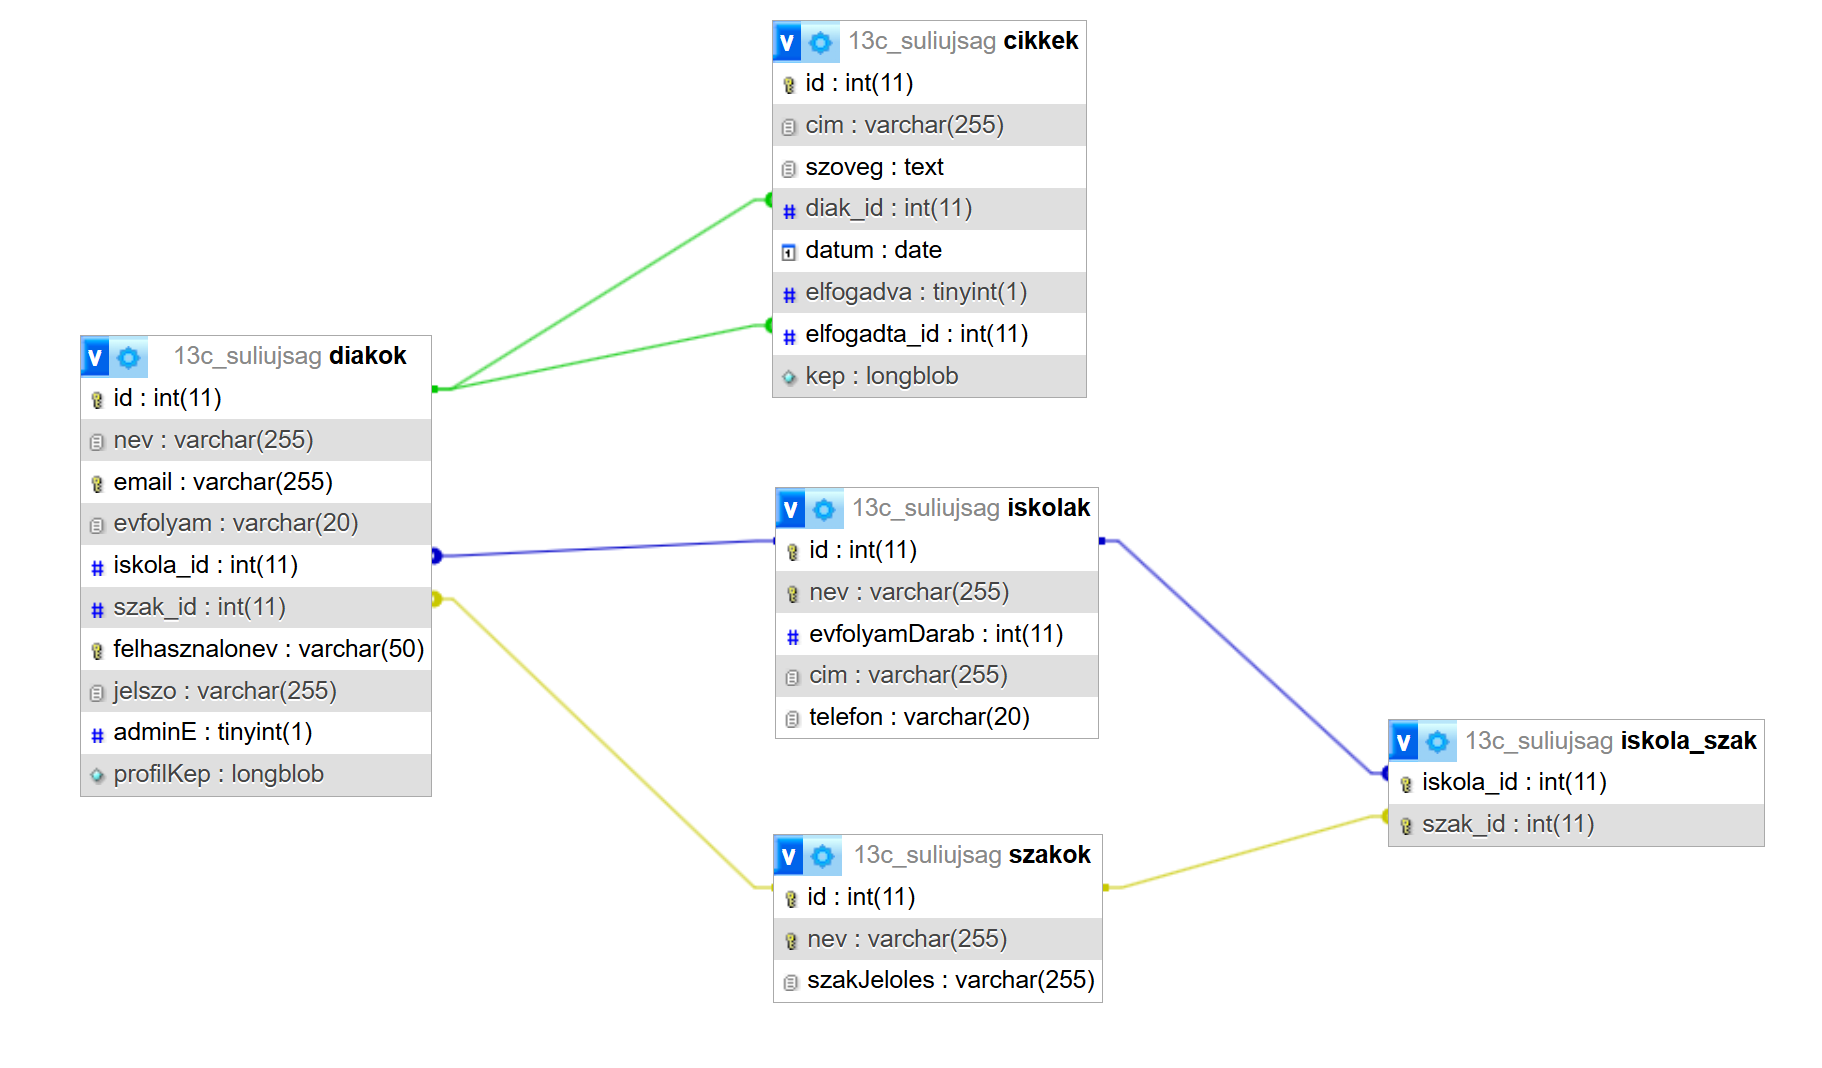 13c_suliujsag cikkek
id : int(11)
cim : varchar(255)
szoveg : text
diak_id : int(11)
datum : date
elfogadva : tinyint(1)
elfogadta_id : int(11)
kep : longblob
13c_suliujsag diakok
id : int(11)
nev : varchar(255)
email : varchar(255)
evfolyam : varchar(20)
iskola_id : int(11)
szak_id : int(11)
felhasznalonev : varchar(50)
jelszo : varchar(255)
adminE : tinyint(1)
profilKep : longblob
13c_suliujsag iskolak
id : int(11)
nev : varchar(255)
evfolyamDarab : int(11)
cim : varchar(255)
telefon : varchar(20)
13c_suliujsag iskola_szak
iskola_id : int(11)
szak_id : int(11)
13c_suliujsag szakok
id : int(11)
nev : varchar(255)
szakJeloles : varchar(255)